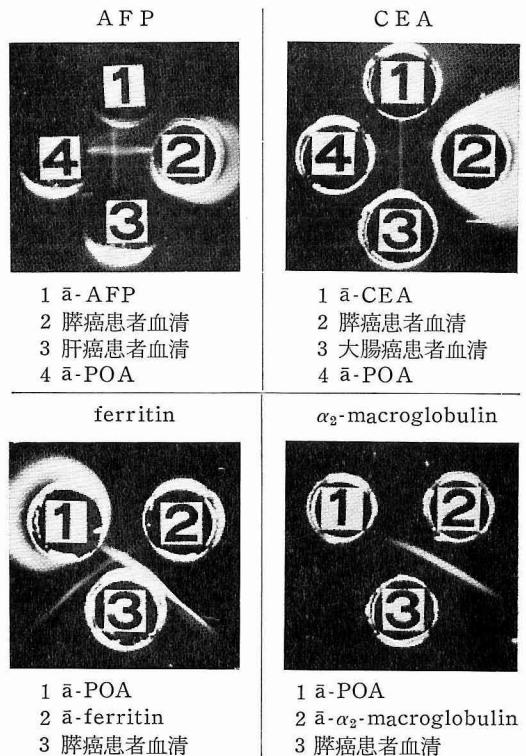 AFP
1
4
2
3
1 ā-AFP
2 膵癌患者血清
3 肝癌患者血清
4 ā-POA
CEA
1
4
2
3
1 ā-CEA
2 膵癌患者血清
3 大腸癌患者血清
4 ā-POA
ferritin
1
2
3
1 ā-POA
2 ā-ferritin
3 膵癌患者血清
α₂-macroglobulin
1
2
3
1 ā-POA
2 ā-α₂-macroglobulin
3 膵癌患者血清